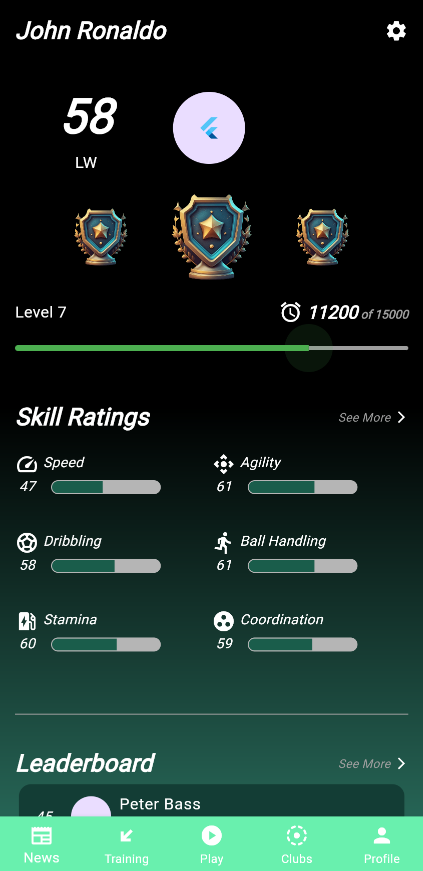 John Ronaldo
58
LW
Level 7
11200 of 15000
Skill Ratings
See More
Speed
47
Agility
61
Dribbling
58
Ball Handling
61
Stamina
60
Coordination
59
Leaderboard
See More
45
Peter Bass
News
Training
Play
Clubs
Profile